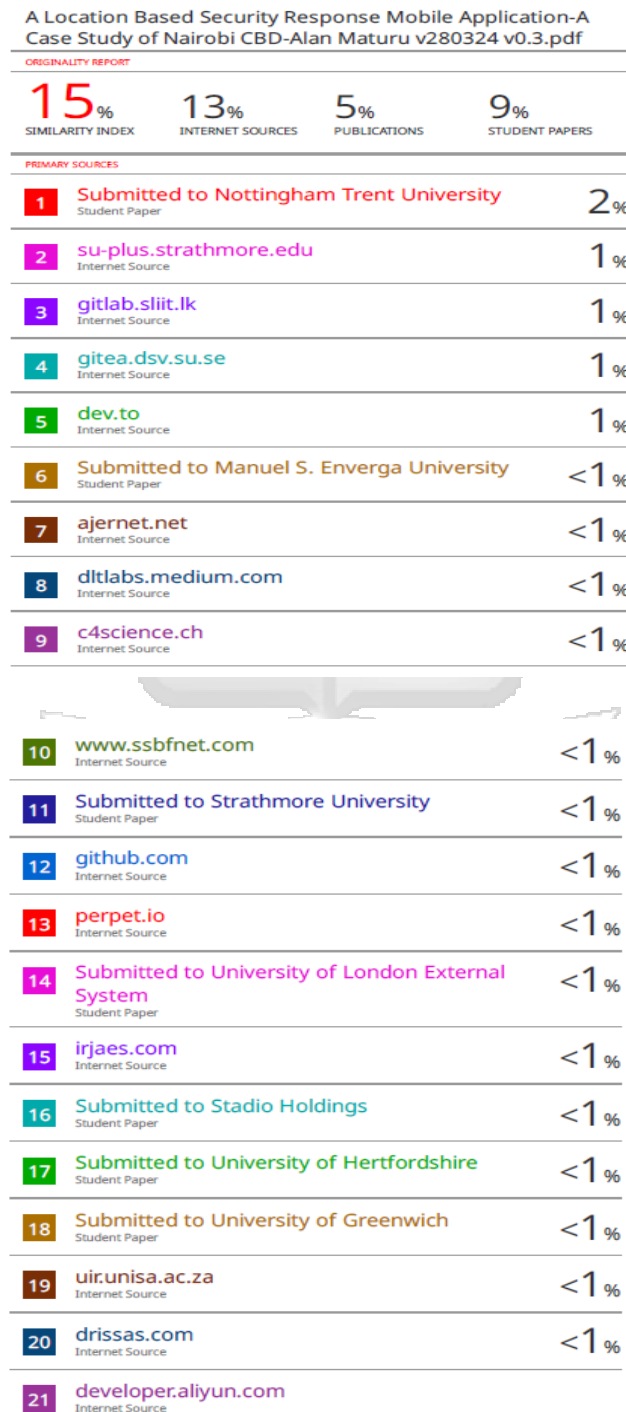 A Location Based Security Response Mobile Application-A
Case Study of Nairobi CBD-Alan Maturu v280324 v0.3.pdf
ORIGINALITY REPORT
15% 13% 5% 9%
SIMILARITY INDEX INTERNET SOURCES PUBLICATIONS STUDENT PAPERS
PRIMARY SOURCES
1 Submitted to Nottingham Trent University 2%
Student Paper
2 su-plus.strathmore.edu 1%
Internet Source
3 gitlab.sliit.lk 1%
Internet Source
4 gitea.dsv.su.se 1%
Internet Source
5 dev.to 1%
Internet Source
6 Submitted to Manuel S. Enverga University <1%
Student Paper
7 ajernet.net <1%
Internet Source
8 dltlabs.medium.com <1%
Internet Source
9 c4science.ch <1%
Internet Source
10 www.ssbfnet.com <1%
Internet Source
11 Submitted to Strathmore University <1%
Student Paper
12 github.com <1%
Internet Source
13 perpet.io <1%
Internet Source
14 Submitted to University of London External <1%
System
Student Paper
15 irjaes.com <1%
Internet Source
16 Submitted to Stadio Holdings <1%
Student Paper
17 Submitted to University of Hertfordshire <1%
Student Paper
18 Submitted to University of Greenwich <1%
Student Paper
19 uir.unisa.ac.za <1%
Internet Source
20 drissas.com <1%
Internet Source
21 developer.aliyun.com
Internet Source